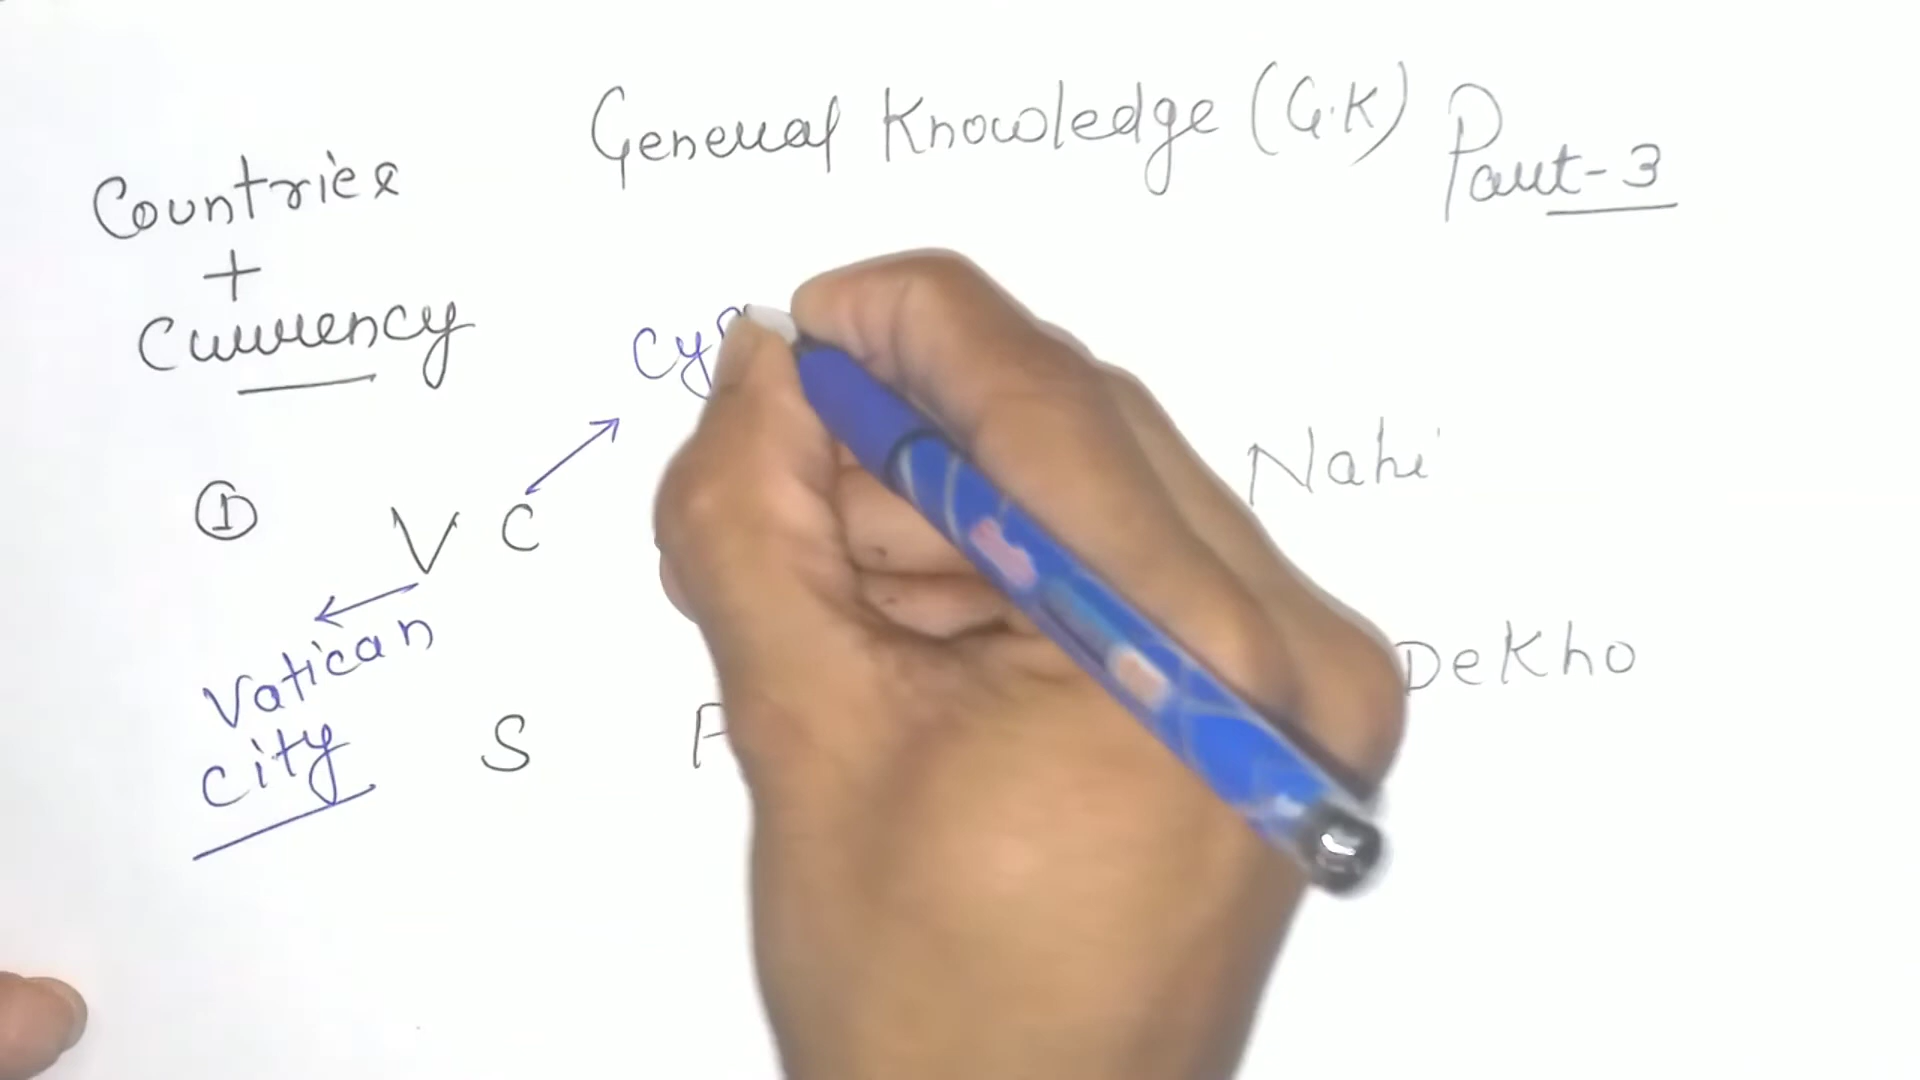 General Knowledge (G.K) Part-3
Countries
+
Currency
① V C
Nahi
Vatican
City
S
Dekho